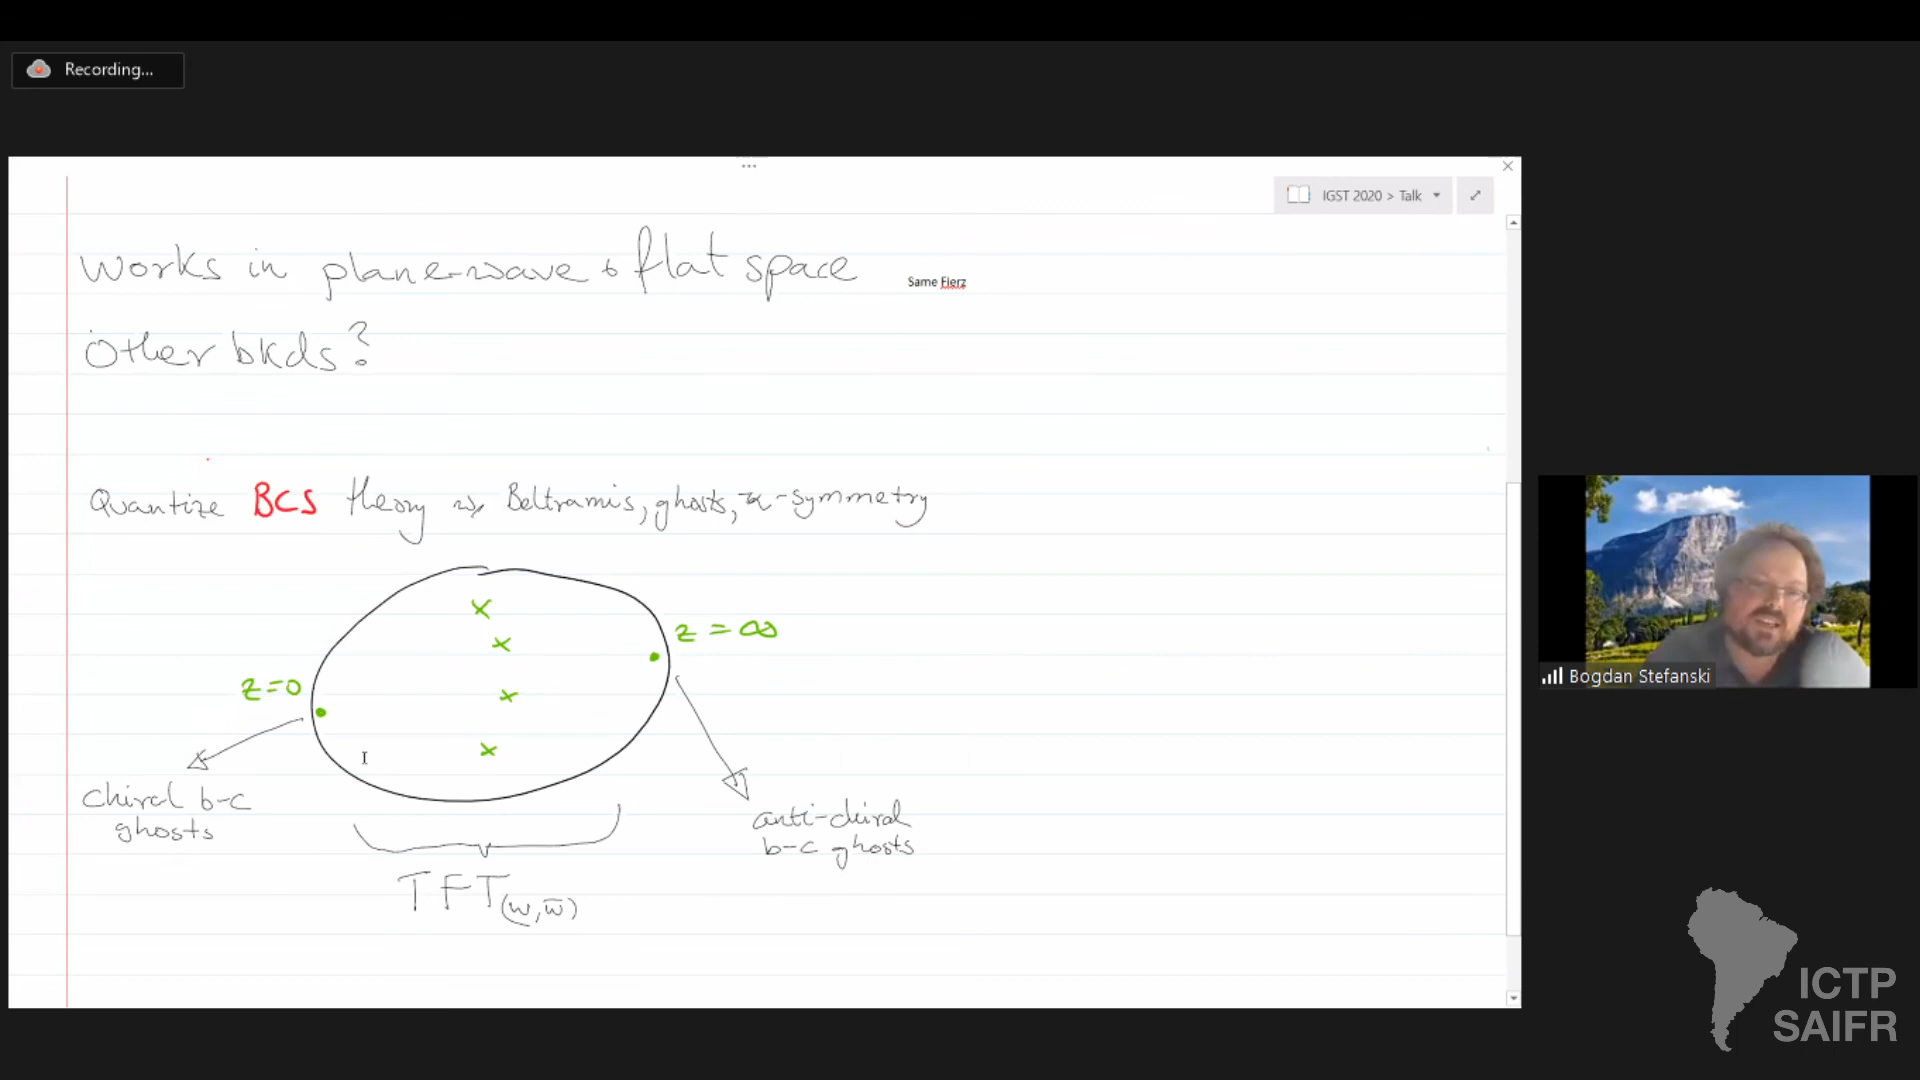 Recording...
IGST 2020 > Talk
Works in plane-wave & flat space
Same Fierz
Other bkds?
Quantize BCS theory w/ Beltramis, ghosts, κ-symmetry
z = ∞
z=0
chiral b-c
ghosts
anti-chiral
b-c ghosts
TFT(w, w̄)
Bogdan Stefanski
ICTP
SAIFR